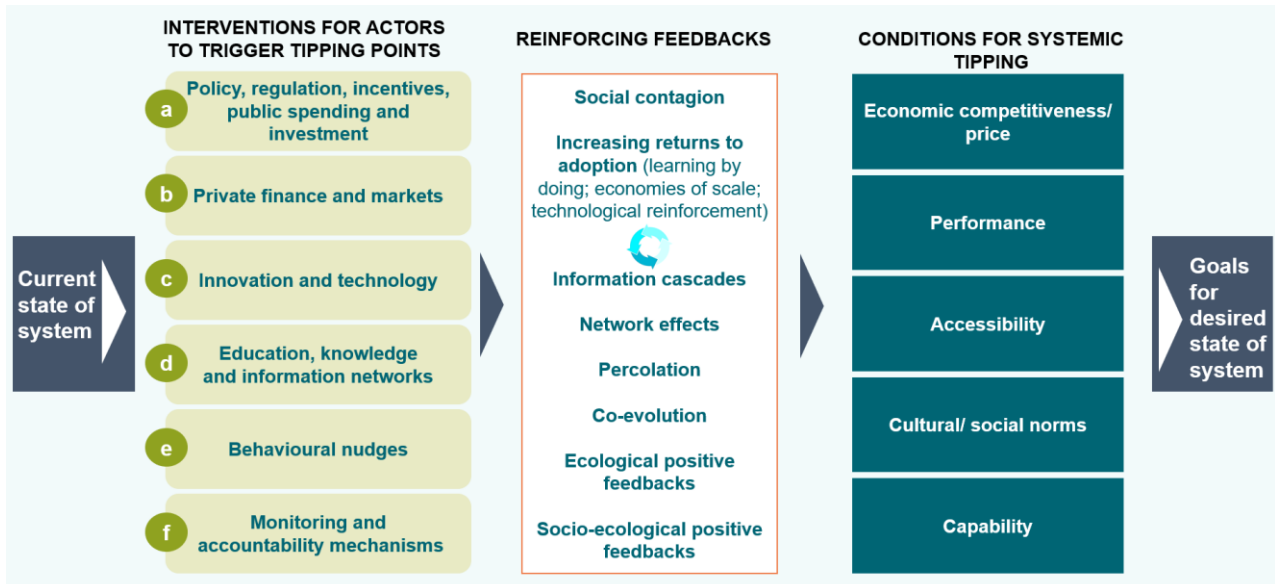 INTERVENTIONS FOR ACTORS
TO TRIGGER TIPPING POINTS
REINFORCING FEEDBACKS
CONDITIONS FOR SYSTEMIC
TIPPING
Current
state of
system
a
Policy, regulation, incentives,
public spending and
investment
b
Private finance and markets
c
Innovation and technology
d
Education, knowledge
and information networks
e
Behavioural nudges
f
Monitoring and
accountability mechanisms
Social contagion
Increasing returns to
adoption (learning by
doing; economies of scale;
technological reinforcement)
Information cascades
Network effects
Percolation
Co-evolution
Ecological positive
feedbacks
Socio-ecological positive
feedbacks
Economic competitiveness/
price
Performance
Accessibility
Cultural/ social norms
Capability
Goals
for
desired
state of
system